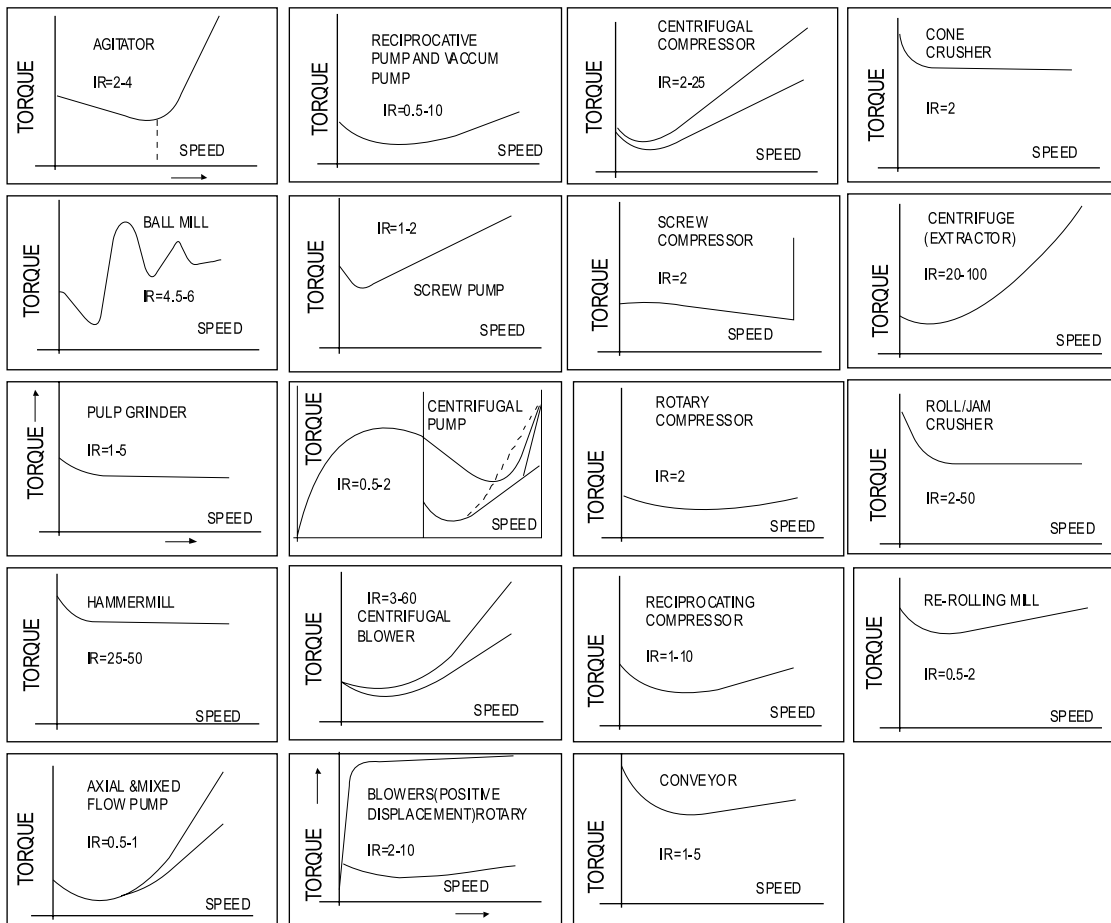 AGITATOR
IR=2-4
TORQUE
SPEED
RECIPROCATIVE
PUMP AND VACCUM
PUMP
IR=0.5-10
TORQUE
SPEED
CENTRIFUGAL
COMPRESSOR
IR=2-25
TORQUE
SPEED
CONE
CRUSHER
IR=2
TORQUE
SPEED
BALL MILL
IR=4.5-6
TORQUE
SPEED
IR=1-2
SCREW PUMP
TORQUE
SPEED
SCREW
COMPRESSOR
IR=2
TORQUE
SPEED
CENTRIFUGE
(EXTRACTOR)
IR=20-100
TORQUE
SPEED
PULP GRINDER
IR=1-5
TORQUE
SPEED
CENTRIFUGAL
PUMP
IR=0.5-2
TORQUE
SPEED
ROTARY
COMPRESSOR
IR=2
TORQUE
SPEED
ROLL/JAM
CRUSHER
IR=2-50
TORQUE
SPEED
HAMMERMILL
IR=25-50
TORQUE
SPEED
IR=3-60
CENTRIFUGAL
BLOWER
TORQUE
SPEED
RECIPROCATING
COMPRESSOR
IR=1-10
TORQUE
SPEED
RE-ROLLING MILL
IR=0.5-2
TORQUE
SPEED
AXIAL &MIXED
FLOW PUMP
IR=0.5-1
TORQUE
SPEED
BLOWERS(POSITIVE
DISPLACEMENT)ROTARY
IR=2-10
TORQUE
SPEED
CONVEYOR
IR=1-5
TORQUE
SPEED